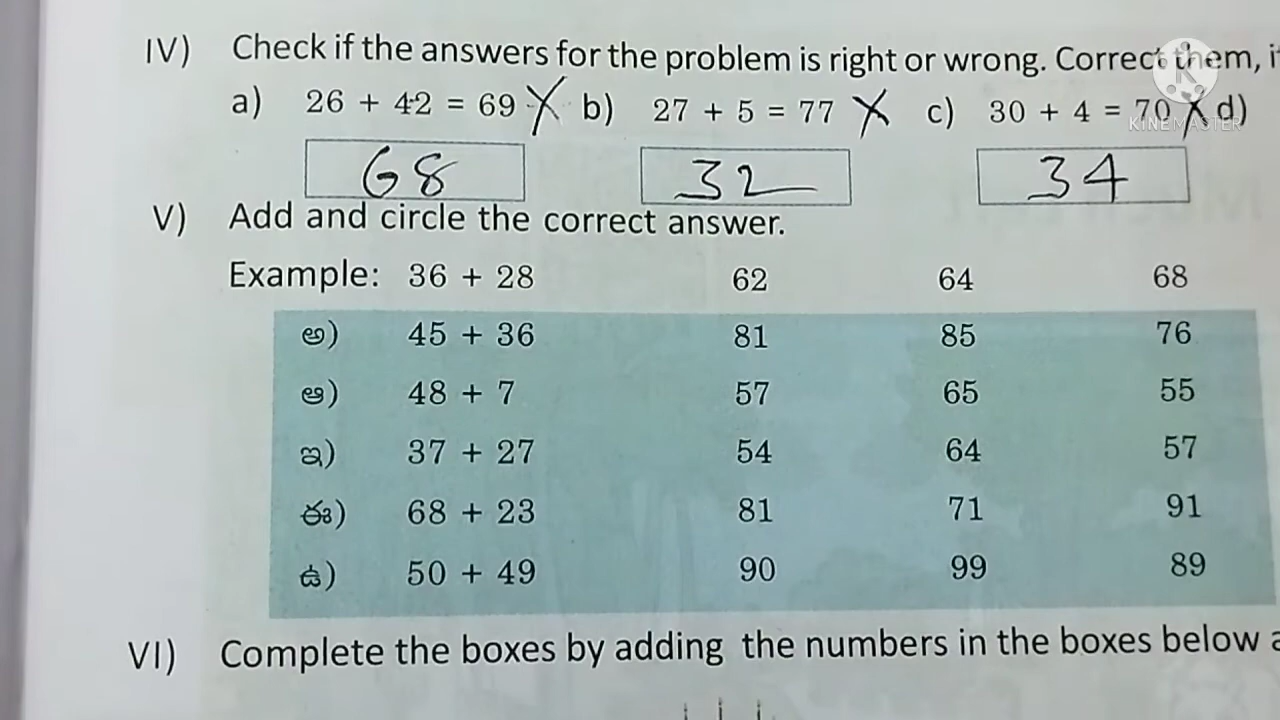 IV) Check if the answers for the problem is right or wrong. Correct them, i
a) 26 + 42 = 69 X b) 27 + 5 = 77 X c) 30 + 4 = 70 X d)
KINEMASTER
68 32 34
V) Add and circle the correct answer.
Example: 36 + 28 62 64 68
ಅ) 45 + 36 81 85 76
ಆ) 48 + 7 57 65 55
ಇ) 37 + 27 54 64 57
ಈ) 68 + 23 81 71 91
ಉ) 50 + 49 90 99 89
VI) Complete the boxes by adding the numbers in the boxes below a